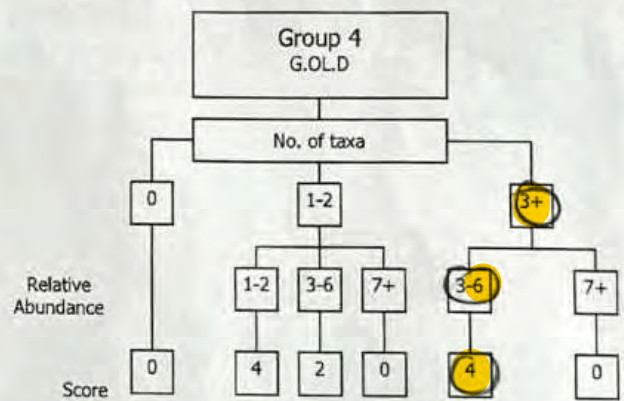 Group 4
G.OL.D
No. of taxa
0 1-2 3+
Relative
Abundance
1-2 3-6 7+ 3-6 7+
Score
0 4 2 0 4 0